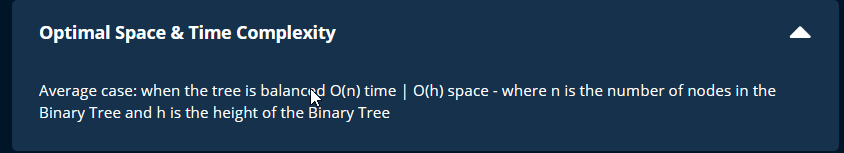 Optimal Space & Time Complexity
Average case: when the tree is balanced O(n) time | O(h) space - where n is the number of nodes in the
Binary Tree and h is the height of the Binary Tree